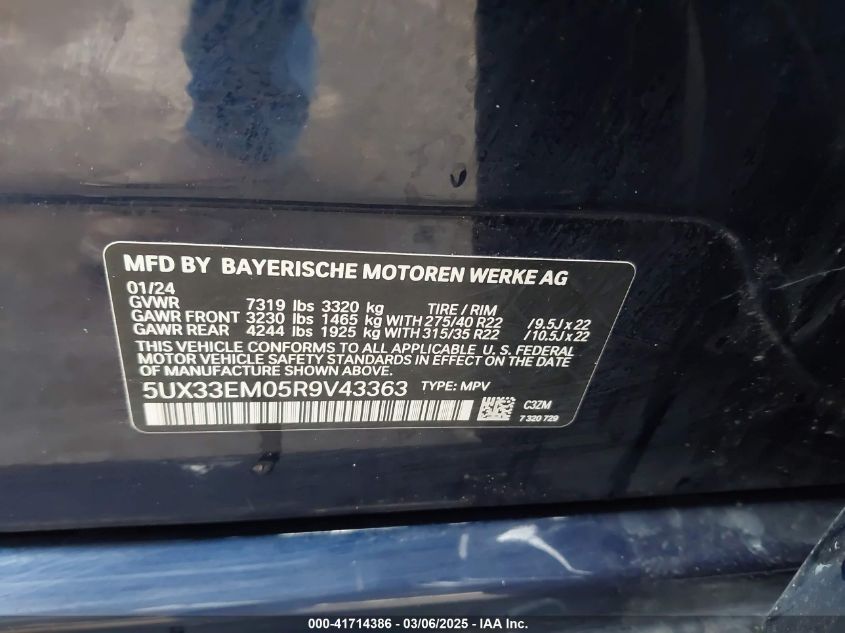 MFD BY BAYERISCHE MOTOREN WERKE AG
01/24
GVWR 7319 lbs 3320 kg TIRE / RIM
GAWR FRONT 3230 lbs 1465 kg WITH 275/40 R22 / 9.5J x 22
GAWR REAR 4244 lbs 1925 kg WITH 315/35 R22 / 10.5J x 22
THIS VEHICLE CONFORMS TO ALL APPLICABLE U. S. FEDERAL
MOTOR VEHICLE SAFETY STANDARDS IN EFFECT ON THE DATE
OF MANUFACTURE SHOWN ABOVE.
5UX33EM05R9V43363 TYPE: MPV
C3ZM
7 320 729
000-41714386 - 03/06/2025 - IAA Inc.